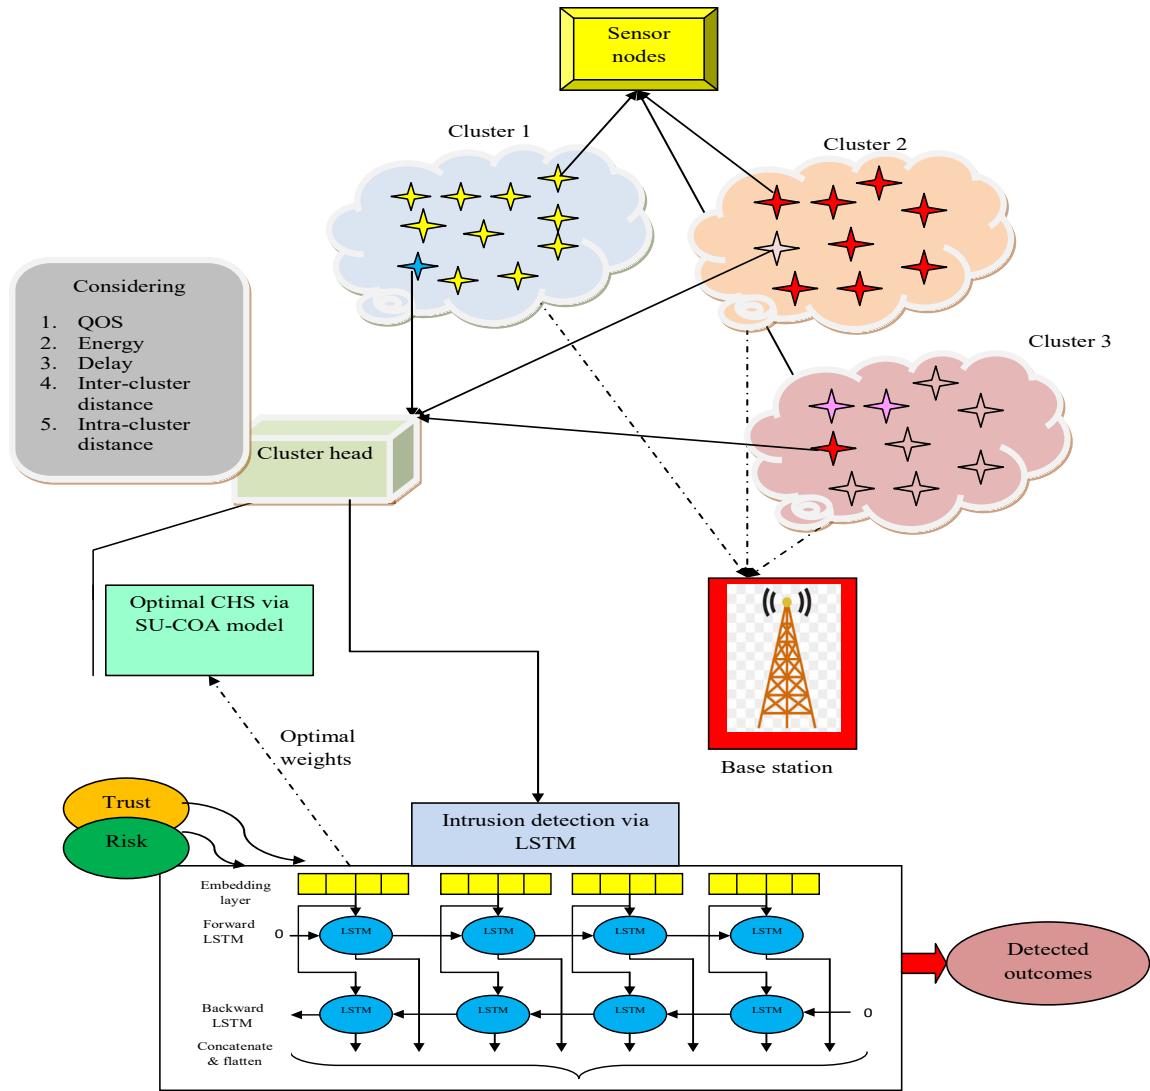 Sensor
nodes
Cluster 1
Cluster 2
Cluster 3
Considering
1. QOS
2. Energy
3. Delay
4. Inter-cluster
distance
5. Intra-cluster
distance
Cluster head
Optimal CHS via
SU-COA model
Optimal
weights
Base station
Trust
Risk
Intrusion detection via
LSTM
Embedding
layer
Forward
LSTM
0
LSTM
LSTM
LSTM
LSTM
Backward
LSTM
LSTM
LSTM
LSTM
LSTM
0
Concatenate
& flatten
Detected
outcomes